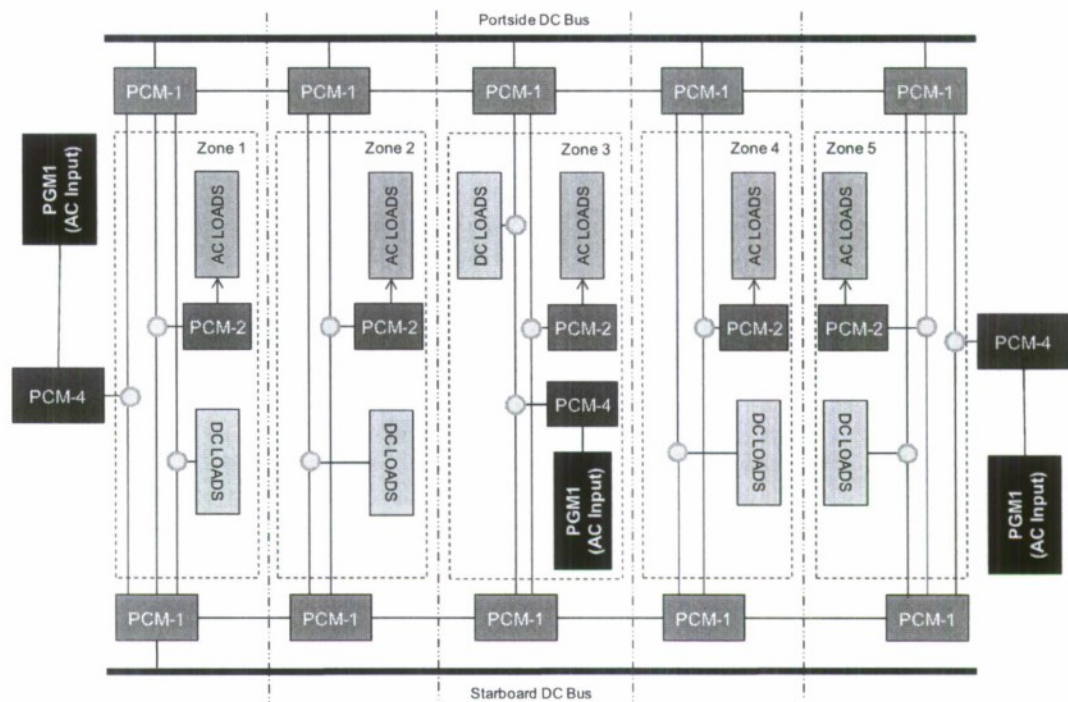 Portside DC Bus
PCM-1
PCM-1
PCM-1
PCM-1
PCM-1
Zone 1
Zone 2
Zone 3
Zone 4
Zone 5
PGM1
(AC Input)
AC LOADS
AC LOADS
DC LOADS
AC LOADS
AC LOADS
AC LOADS
PCM-2
PCM-2
PCM-2
PCM-2
PCM-2
PCM-4
PCM-4
PCM-4
DC LOADS
DC LOADS
DC LOADS
DC LOADS
PGM1
(AC Input)
PGM1
(AC Input)
PCM-1
PCM-1
PCM-1
PCM-1
PCM-1
Starboard DC Bus